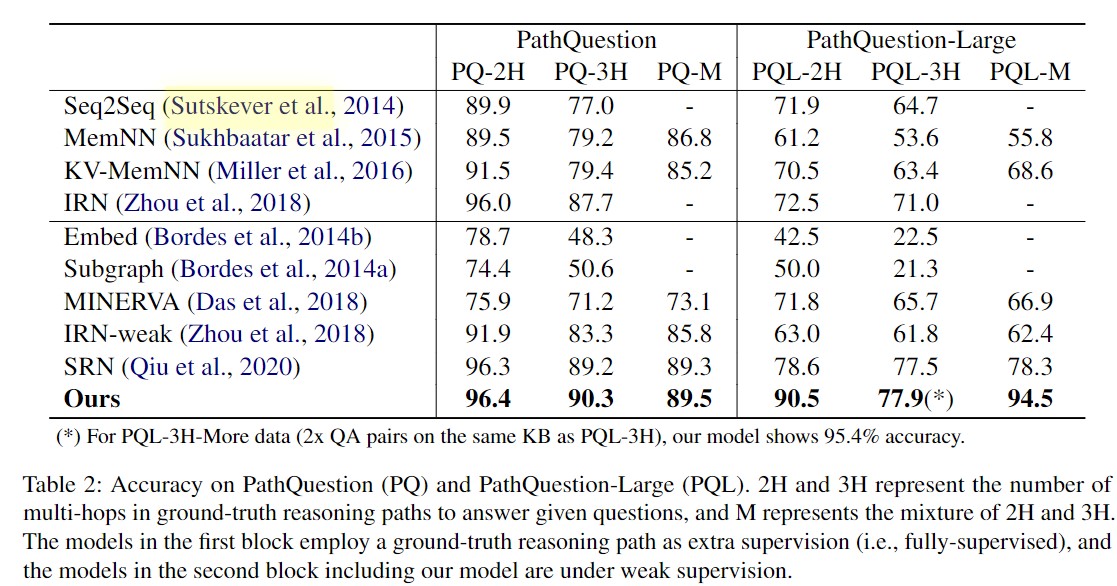 PathQuestion PathQuestion-Large
PQ-2H PQ-3H PQ-M PQL-2H PQL-3H PQL-M
Seq2Seq (Sutskever et al., 2014) 89.9 77.0 - 71.9 64.7 -
MemNN (Sukhbaatar et al., 2015) 89.5 79.2 86.8 61.2 53.6 55.8
KV-MemNN (Miller et al., 2016) 91.5 79.4 85.2 70.5 63.4 68.6
IRN (Zhou et al., 2018) 96.0 87.7 - 72.5 71.0 -
Embed (Bordes et al., 2014b) 78.7 48.3 - 42.5 22.5 -
Subgraph (Bordes et al., 2014a) 74.4 50.6 - 50.0 21.3 -
MINERVA (Das et al., 2018) 75.9 71.2 73.1 71.8 65.7 66.9
IRN-weak (Zhou et al., 2018) 91.9 83.3 85.8 63.0 61.8 62.4
SRN (Qiu et al., 2020) 96.3 89.2 89.3 78.6 77.5 78.3
Ours 96.4 90.3 89.5 90.5 77.9(*) 94.5
(*) For PQL-3H-More data (2x QA pairs on the same KB as PQL-3H), our model shows 95.4% accuracy.
Table 2: Accuracy on PathQuestion (PQ) and PathQuestion-Large (PQL). 2H and 3H represent the number of
multi-hops in ground-truth reasoning paths to answer given questions, and M represents the mixture of 2H and 3H.
The models in the first block employ a ground-truth reasoning path as extra supervision (i.e., fully-supervised), and
the models in the second block including our model are under weak supervision.